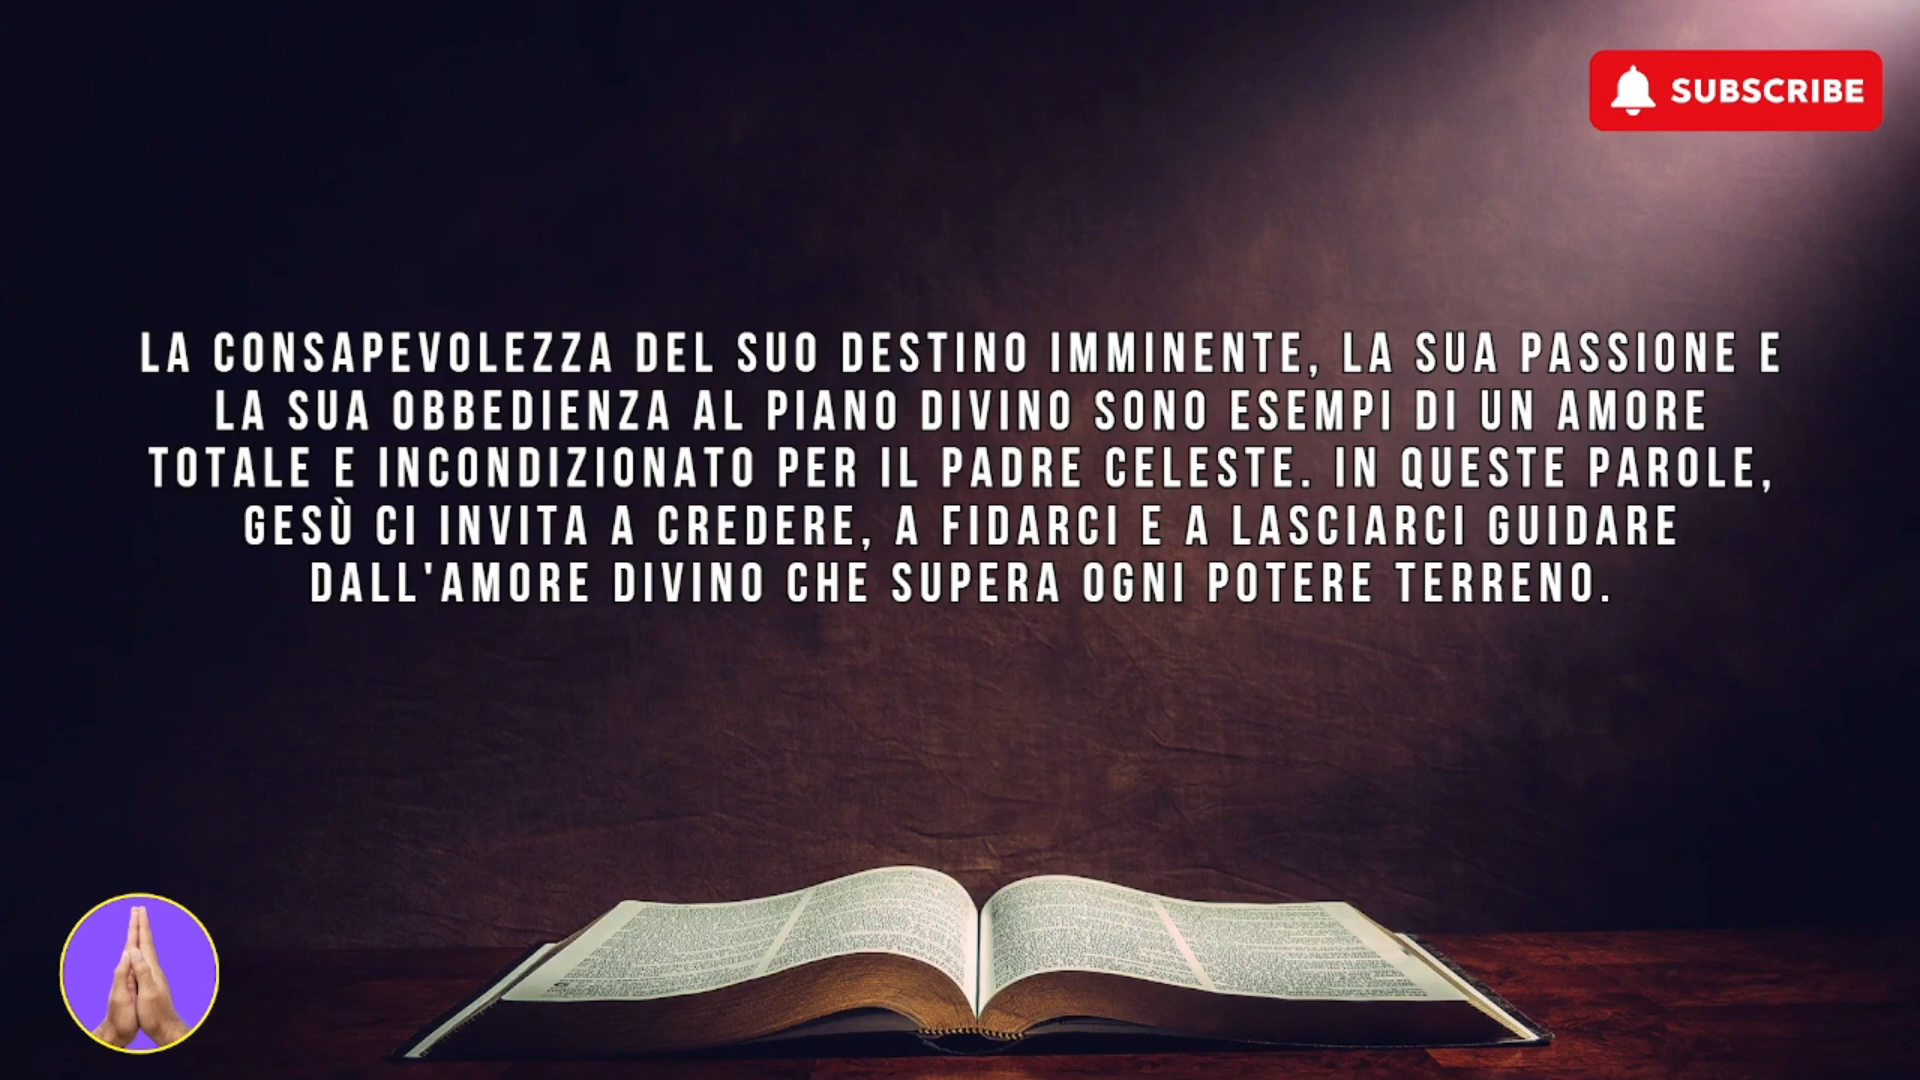 SUBSCRIBE
LA CONSAPEVOLEZZA DEL SUO DESTINO IMMINENTE, LA SUA PASSIONE E
LA SUA OBBEDIENZA AL PIANO DIVINO SONO ESEMPI DI UN AMORE
TOTALE E INCONDIZIONATO PER IL PADRE CELESTE. IN QUESTE PAROLE,
GESÙ CI INVITA A CREDERE, A FIDARCI E A LASCIARCI GUIDARE
DALL'AMORE DIVINO CHE SUPERA OGNI POTERE TERRENO.